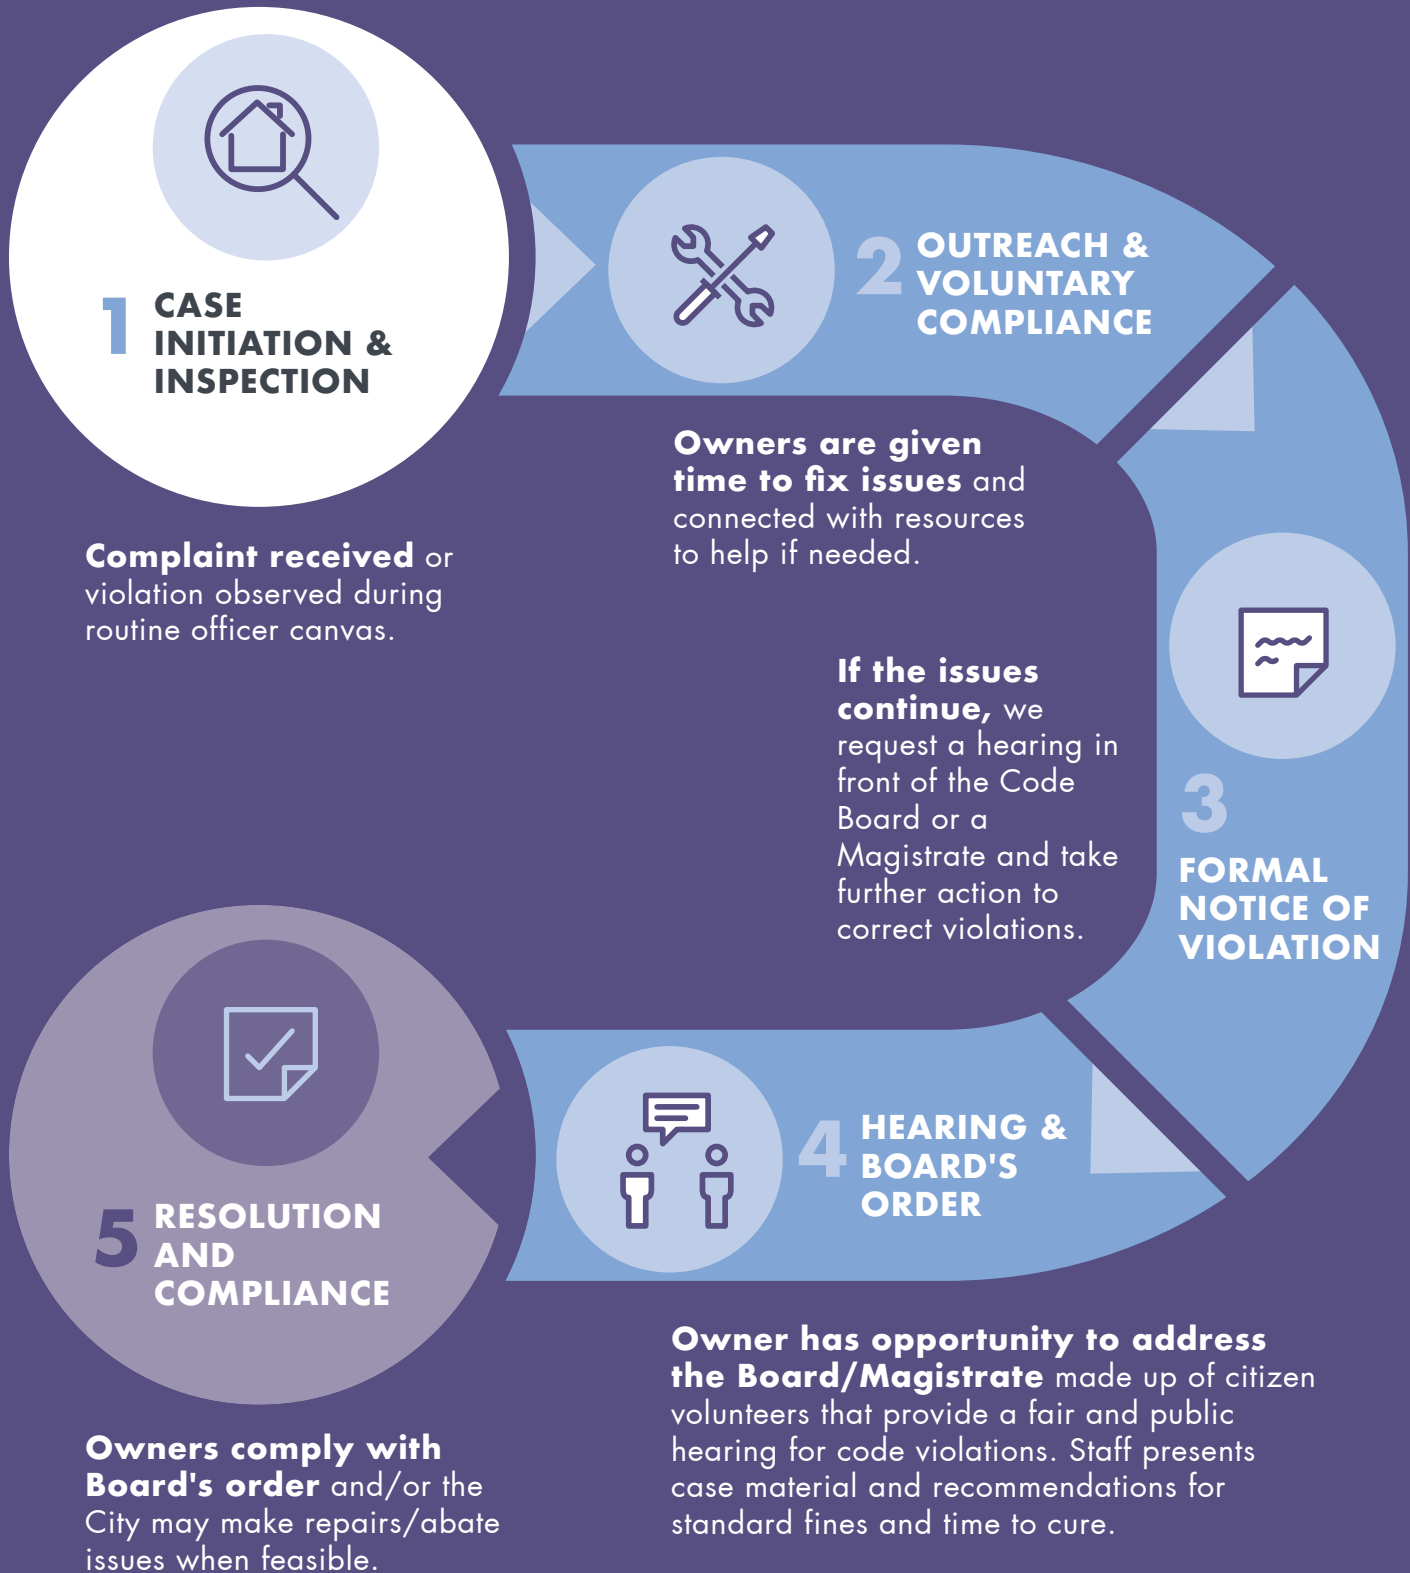 1
CASE
INITIATION &
INSPECTION
Complaint received or
violation observed during
routine officer canvas.
2
OUTREACH &
VOLUNTARY
COMPLIANCE
Owners are given
time to fix issues and
connected with resources
to help if needed.
3
FORMAL
NOTICE OF
VIOLATION
If the issues
continue, we
request a hearing in
front of the Code
Board or a
Magistrate and take
further action to
correct violations.
4
HEARING &
BOARD'S
ORDER
Owner has opportunity to address
the Board/Magistrate made up of citizen
volunteers that provide a fair and public
hearing for code violations. Staff presents
case material and recommendations for
standard fines and time to cure.
5
RESOLUTION
AND
COMPLIANCE
Owners comply with
Board's order and/or the
City may make repairs/abate
issues when feasible.